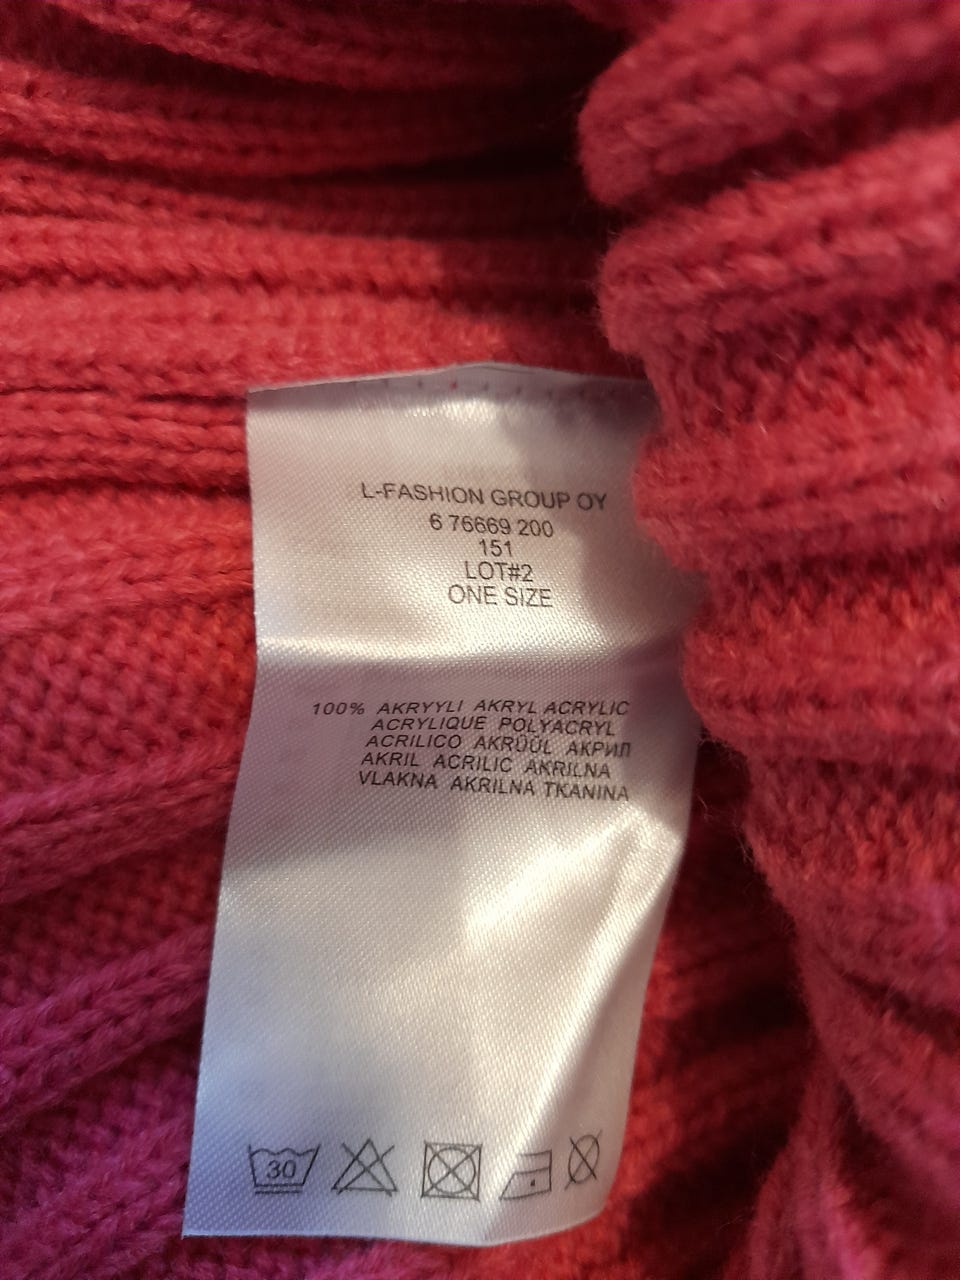 L-FASHION GROUP OY
6 76669 200
151
LOT#2
ONE SIZE
100% AKRYYLI AKRYL ACRYLIC
ACRYLIQUE POLYACRYL
ACRILICO AKRÜÜL АКРИЛ
AKRIL ACRILIC AKRILNA
VLAKNA AKRILNA TKANINA
30